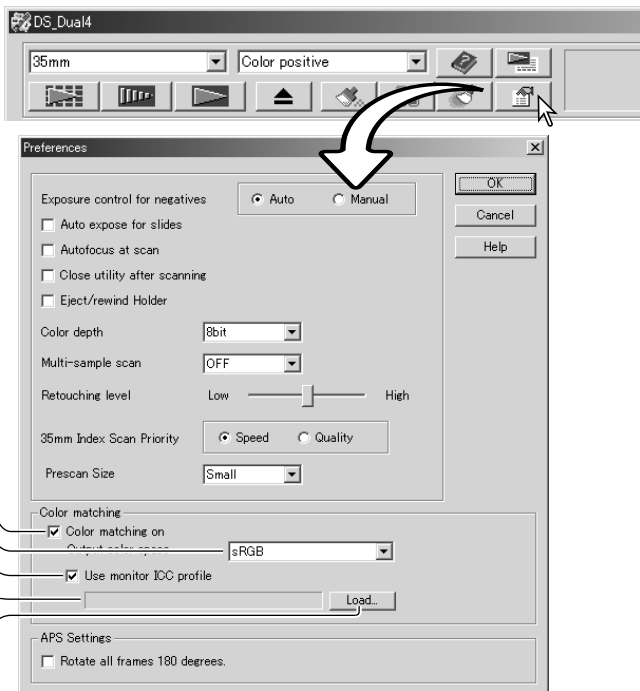 DS_Dual4
35mm Color positive
Preferences
Exposure control for negatives Auto Manual
Auto expose for slides
Autofocus at scan
Close utility after scanning
Eject/rewind Holder
Color depth 8bit
Multi-sample scan OFF
Retouching level Low High
35mm Index Scan Priority Speed Quality
Prescan Size Small
OK
Cancel
Help
Color matching
Color matching on
Output color space sRGB
Use monitor ICC profile
Load...
APS Settings
Rotate all frames 180 degrees.